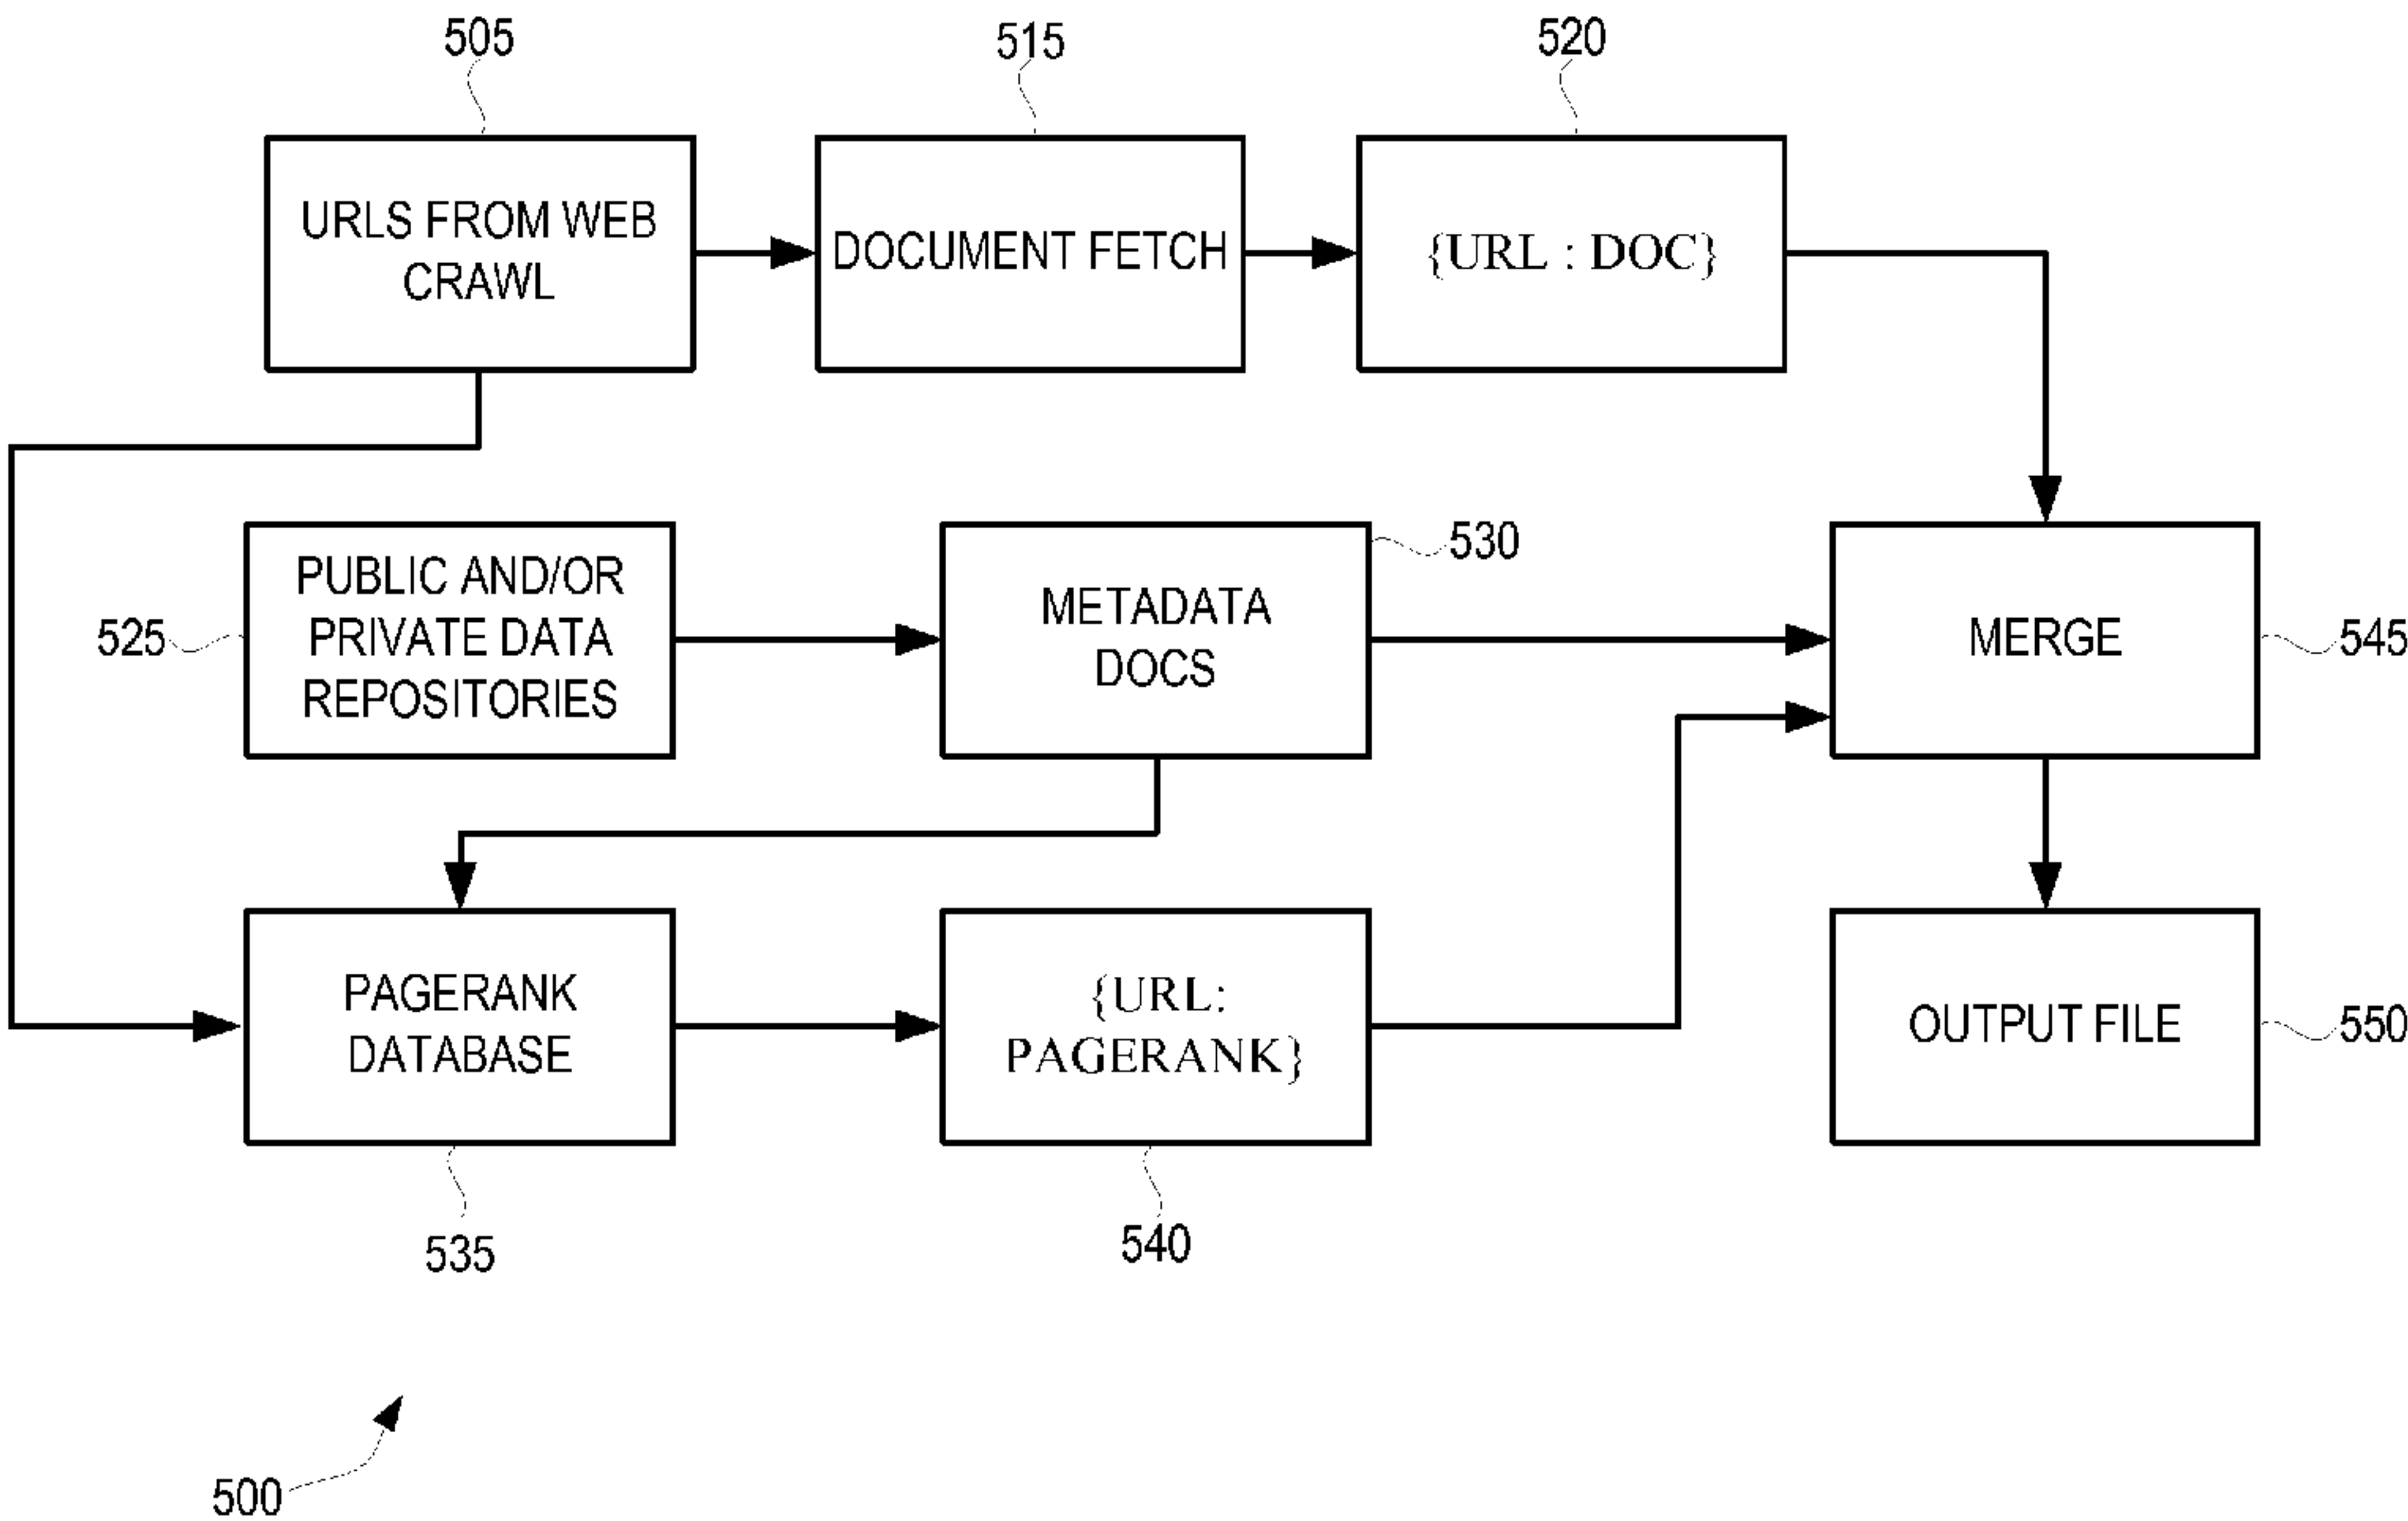 505
515
520
URLS FROM WEB
CRAWL
DOCUMENT FETCH
{URL : DOC}
525
PUBLIC AND/OR
PRIVATE DATA
REPOSITORIES
METADATA
DOCS
530
MERGE
545
PAGERANK
DATABASE
{URL:
PAGERANK}
OUTPUT FILE
550
535
540
500